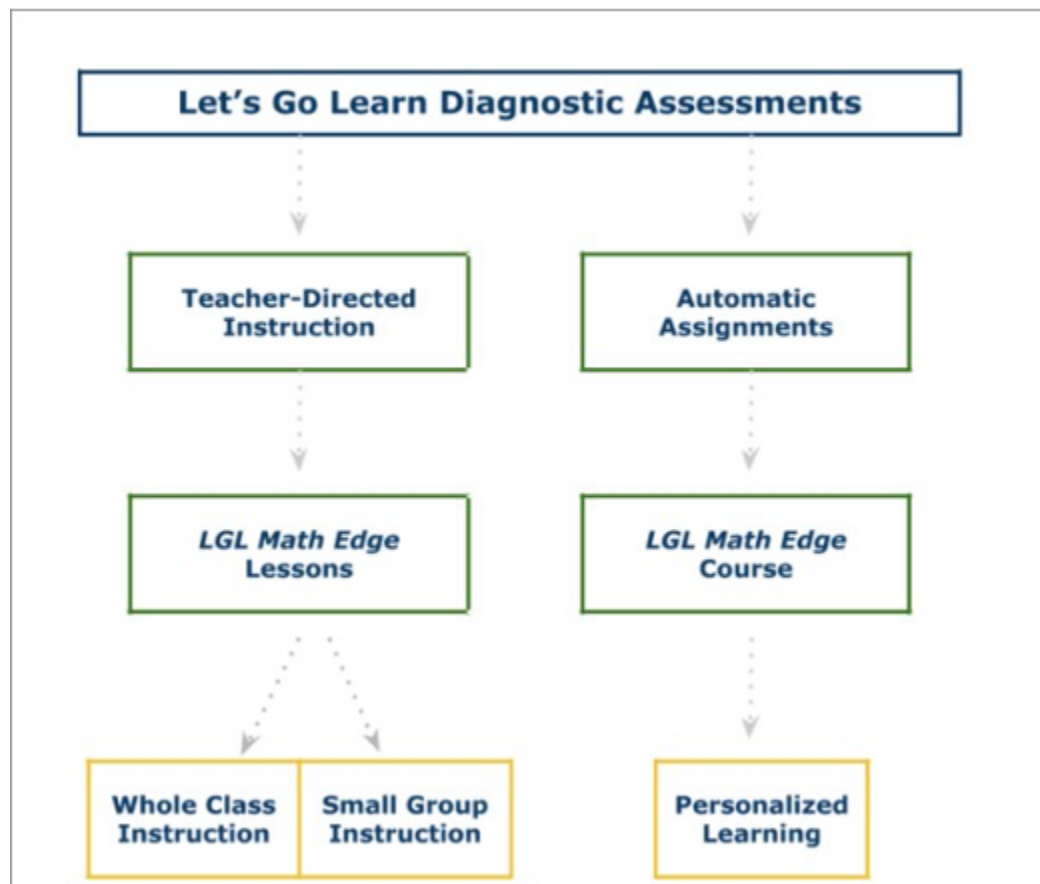 Let's Go Learn Diagnostic Assessments
Teacher-Directed
Instruction
Automatic
Assignments
LGL Math Edge
Lessons
LGL Math Edge
Course
Whole Class
Instruction
Small Group
Instruction
Personalized
Learning